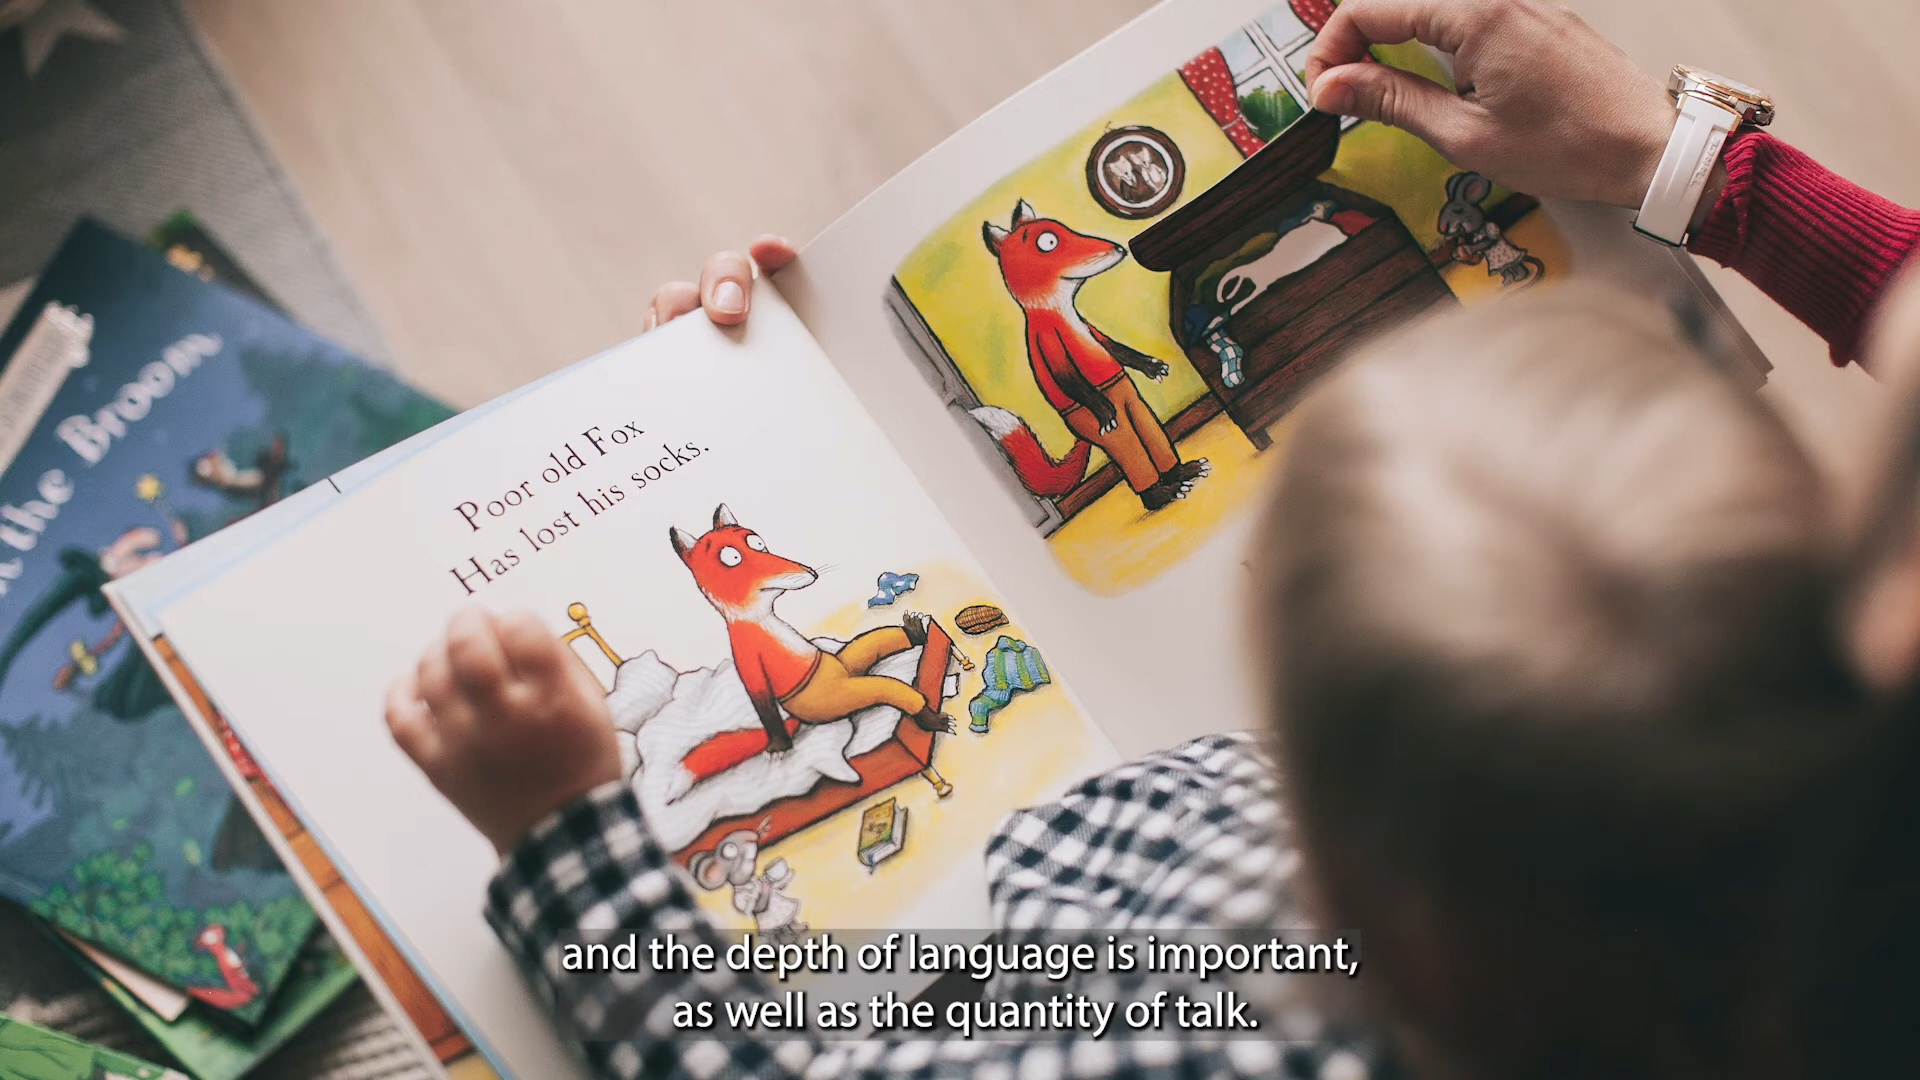 the Broom
Poor old Fox
Has lost his socks.
and the depth of language is important,
as well as the quantity of talk.